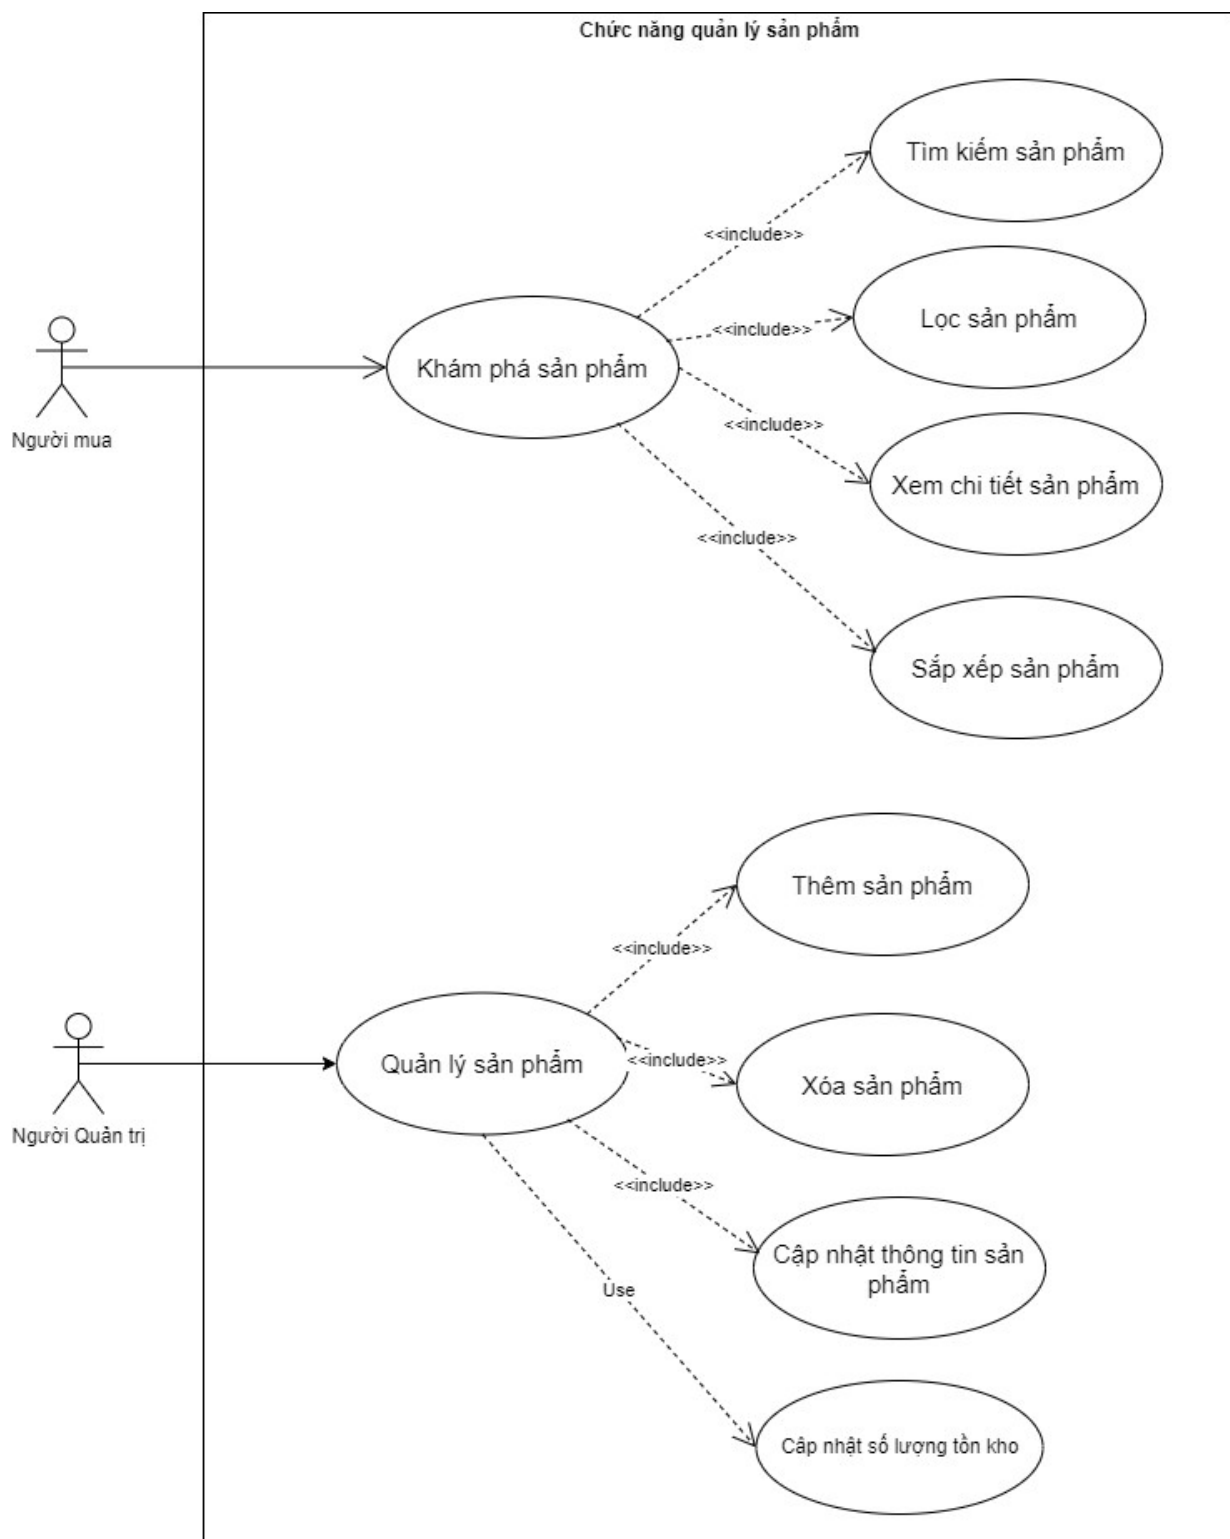 Chức năng quản lý sản phẩm
Tìm kiếm sản phẩm
<<include>>
<<include>>
Lọc sản phẩm
Khám phá sản phẩm
Người mua
<<include>>
Xem chi tiết sản phẩm
<<include>>
Sắp xếp sản phẩm
Thêm sản phẩm
<<include>>
Quản lý sản phẩm
<<include>>
Xóa sản phẩm
Người Quản trị
<<include>>
Cập nhật thông tin sản
phẩm
Use
Câp nhật số lượng tồn kho